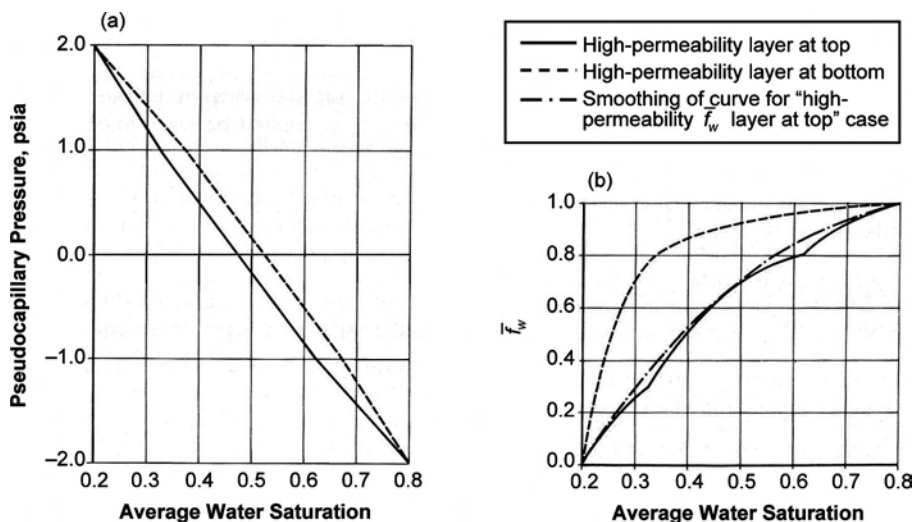 (a)
2.0
1.0
0.0
−1.0
−2.0
Pseudocapillary Pressure, psia
0.2 0.3 0.4 0.5 0.6 0.7 0.8
Average Water Saturation
High-permeability layer at top
High-permeability layer at bottom
Smoothing of curve for “high-
permeability f̄w layer at top” case
(b)
1.0
0.8
0.6
0.4
0.2
0.0
f̄w
0.2 0.3 0.4 0.5 0.6 0.7 0.8
Average Water Saturation